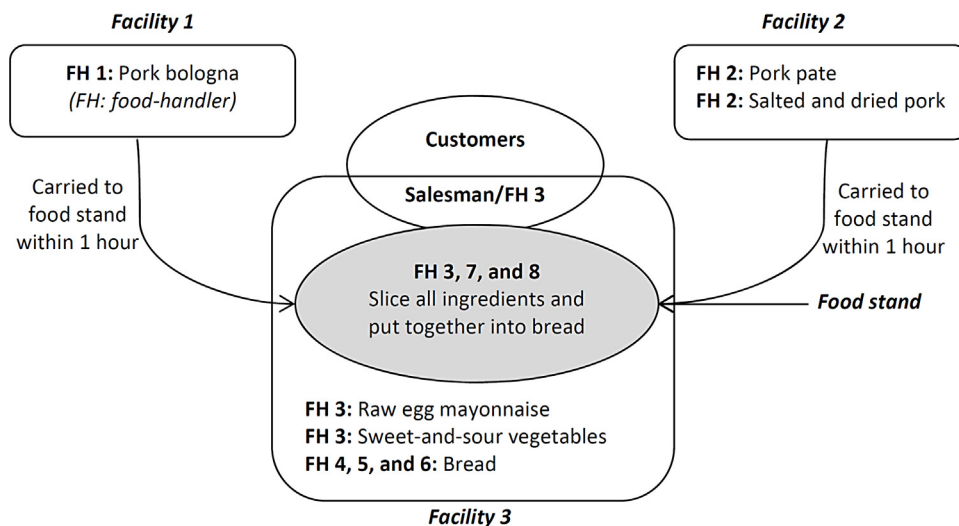 Facility 1
Facility 2
FH 1: Pork bologna
(FH: food-handler)
FH 2: Pork pate
FH 2: Salted and dried pork
Customers
Salesman/FH 3
Carried to
food stand
within 1 hour
Carried to
food stand
within 1 hour
FH 3, 7, and 8
Slice all ingredients and
put together into bread
Food stand
FH 3: Raw egg mayonnaise
FH 3: Sweet-and-sour vegetables
FH 4, 5, and 6: Bread
Facility 3